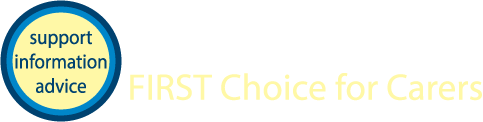 support
information
advice
FIRST Choice for Carers